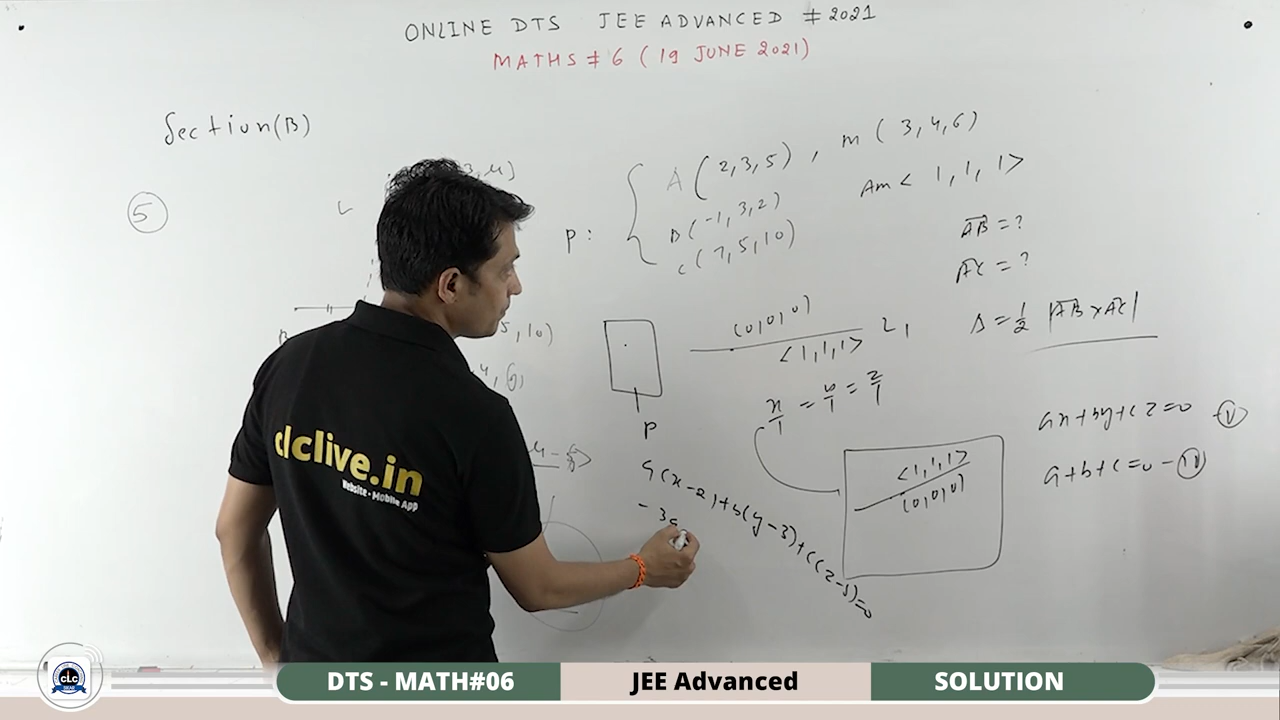 ONLINE DTS JEE ADVANCED # 2021
MATHS # 6 ( 19 JUNE 2021)
Section(B)
5
P :
A (2,3,5) , M ( 3,4,6)
B(-1,3,2)
C(7,5,10)
AM < 1, 1, 1>
AB = ?
AC = ?
Δ = 1/2 |AB x AC|
(0,0,0)
<1,1,1> L1
x/1 = y/1 = z/1
P
<1,1,1>
(0,0,0)
ax+by+cz=0
a+b+c=0
a(x-2)+b(y-3)+c(z-5)=0
- 3a
5, 10)
clclive.in
Website - Mobile App
CLC
DTS - MATH#06
JEE Advanced
SOLUTION